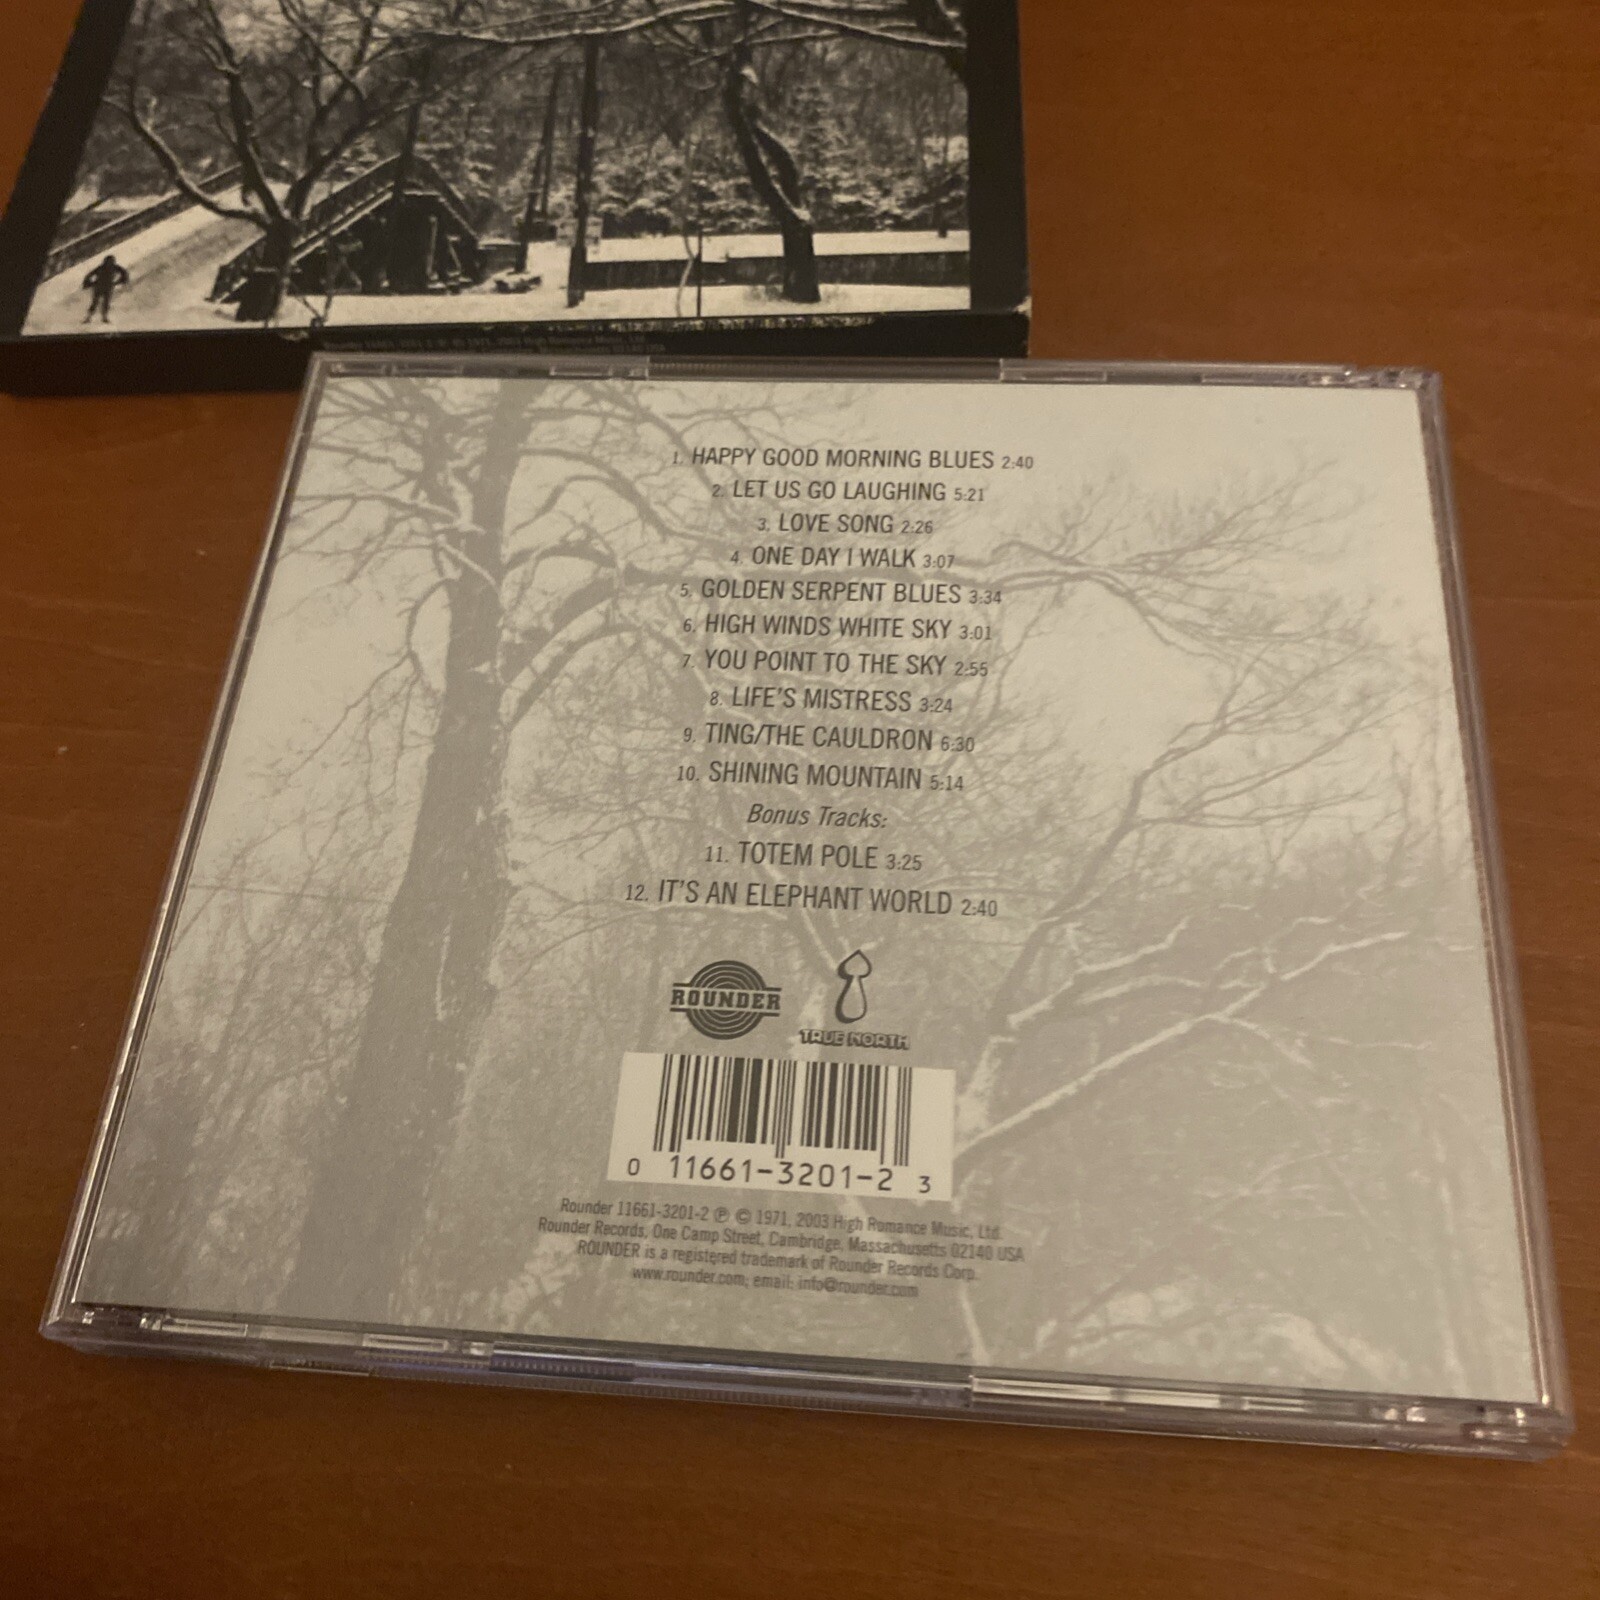 1. HAPPY GOOD MORNING BLUES 2:40
2. LET US GO LAUGHING 5:21
3. LOVE SONG 2:26
4. ONE DAY I WALK 3:07
5. GOLDEN SERPENT BLUES 3:34
6. HIGH WINDS WHITE SKY 3:01
7. YOU POINT TO THE SKY 2:55
8. LIFE'S MISTRESS 3:24
9. TING/THE CAULDRON 6:30
10. SHINING MOUNTAIN 5:14
Bonus Tracks:
11. TOTEM POLE 3:25
12. IT'S AN ELEPHANT WORLD 2:40
ROUNDER
TRUE NORTH
0 11661-3201-2 3
Rounder 11661-3201-2 ℗ © 1971, 2003 High Romance Music, Ltd.
Rounder Records, One Camp Street, Cambridge, Massachusetts 02140 USA
ROUNDER is a registered trademark of Rounder Records Corp.
www.rounder.com; email: info@rounder.com